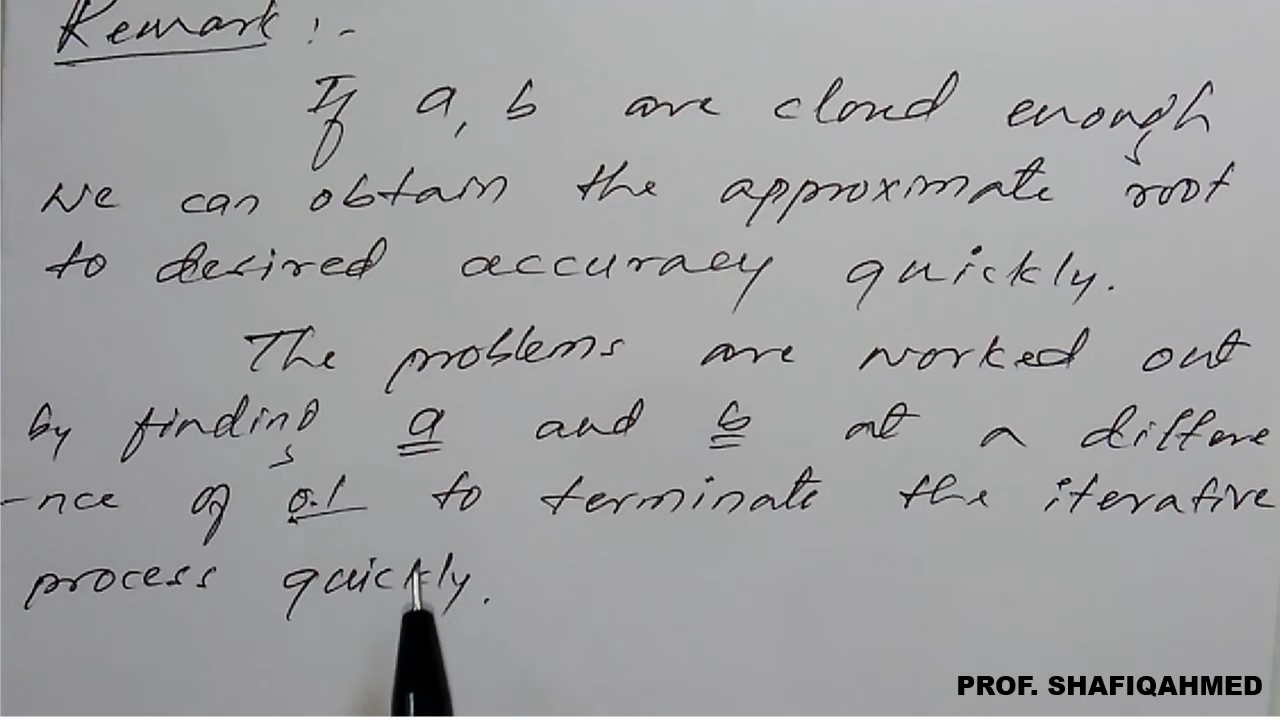 Remark :-
If a, b are closed enough
we can obtain the approximate root
to desired accuracy quickly.
The problems are worked out
by finding a and b at a differe
-nce of 0.1 to terminate the iterative
process quickly.
PROF. SHAFIQAHMED